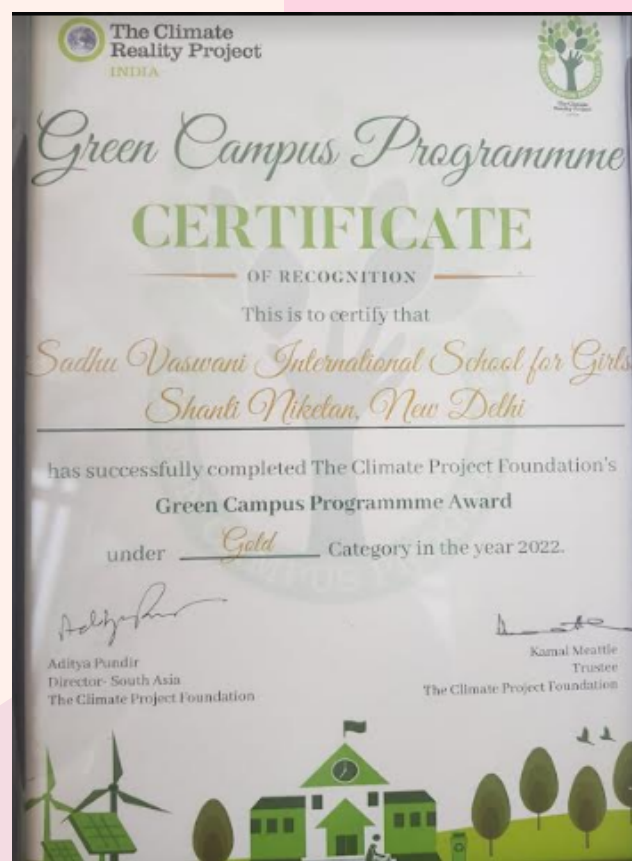 The Climate
Reality Project
INDIA
Green Campus Programmme
CERTIFICATE
OF RECOGNITION
This is to certify that
Sadhu Vaswani International School for Girls
Shanti Niketan, New Delhi
has successfully completed The Climate Project Foundation's
Green Campus Programmme Award
under Gold Category in the year 2022.
Aditya Pundir
Director- South Asia
The Climate Project Foundation
Kamal Meattle
Trustee
The Climate Project Foundation